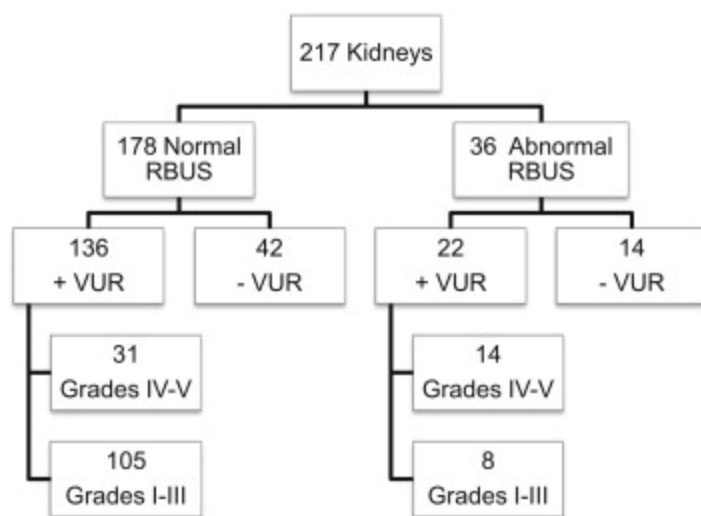 217 Kidneys
178 Normal
RBUS
36 Abnormal
RBUS
136
+ VUR
42
- VUR
22
+ VUR
14
- VUR
31
Grades IV-V
14
Grades IV-V
105
Grades I-III
8
Grades I-III